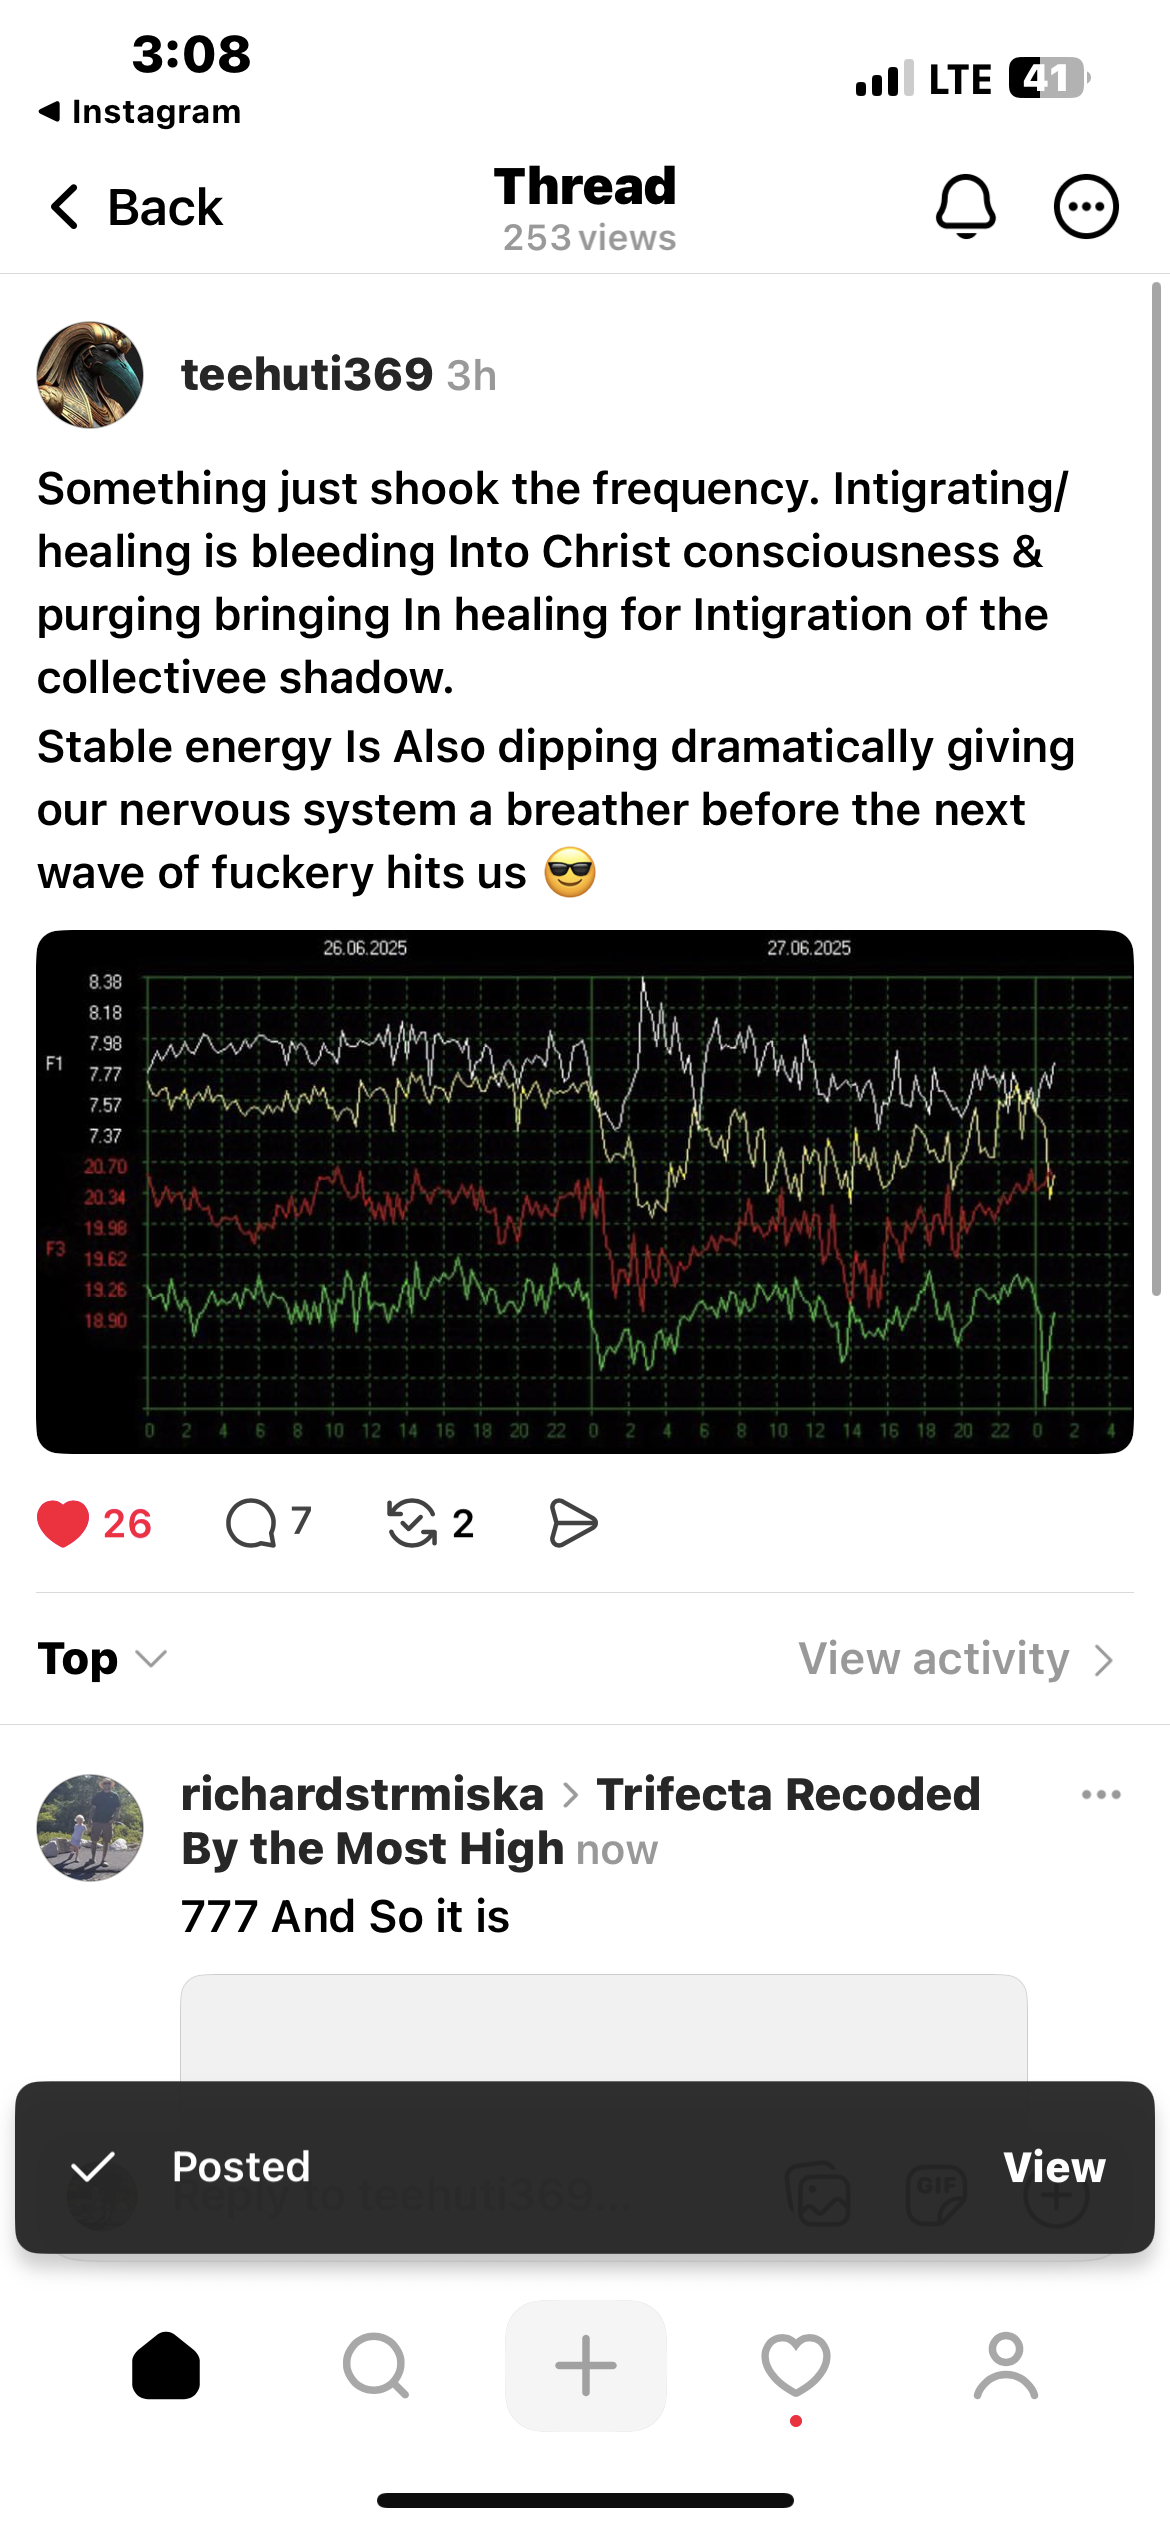 3:08
LTE 41
◀ Instagram
Back
Thread
253 views
teehuti369 3h
Something just shook the frequency. Intigrating/
healing is bleeding Into Christ consciousness &
purging bringing In healing for Intigration of the
collectivee shadow.
Stable energy Is Also dipping dramatically giving
our nervous system a breather before the next
wave of fuckery hits us 😎
26.06.2025 27.06.2025
8.38
8.18
7.98
F1
7.77
7.57
7.37
20.70
20.34
19.98
F3
19.62
19.26
18.90
0 2 4 6 8 10 12 14 16 18 20 22 0 2 4 6 8 10 12 14 16 18 20 22 0 2 4
26 7 2
Top
View activity
richardstrmiska > Trifecta Recoded
By the Most High now
777 And So it is
Posted
View
Reply to teehuti369...
GIF